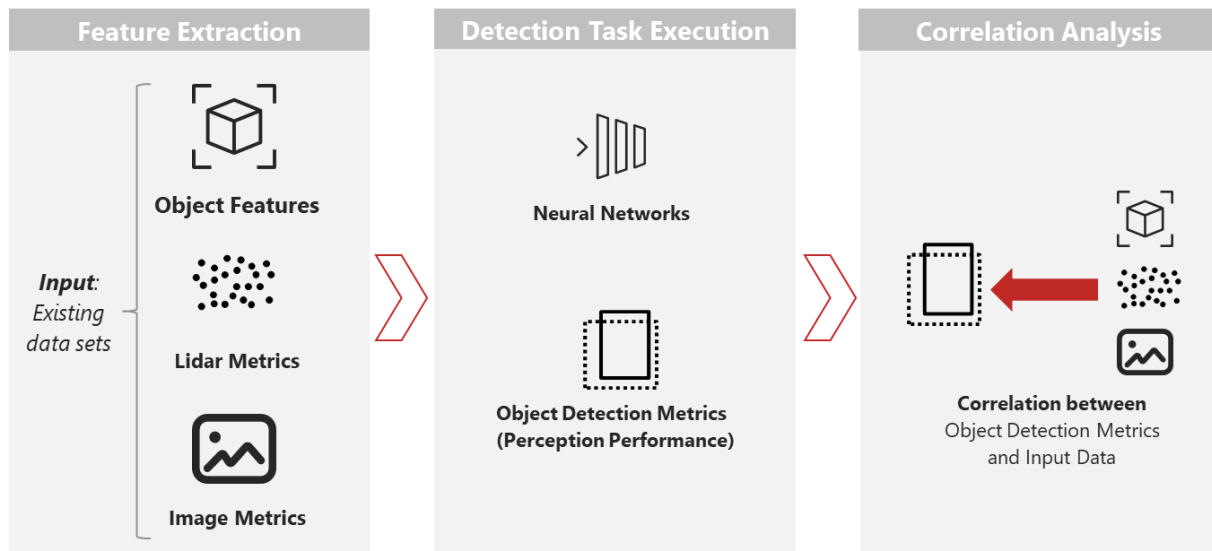 Feature Extraction
Input:
Existing
data sets
Object Features
Lidar Metrics
Image Metrics
Detection Task Execution
Neural Networks
Object Detection Metrics
(Perception Performance)
Correlation Analysis
Correlation between
Object Detection Metrics
and Input Data